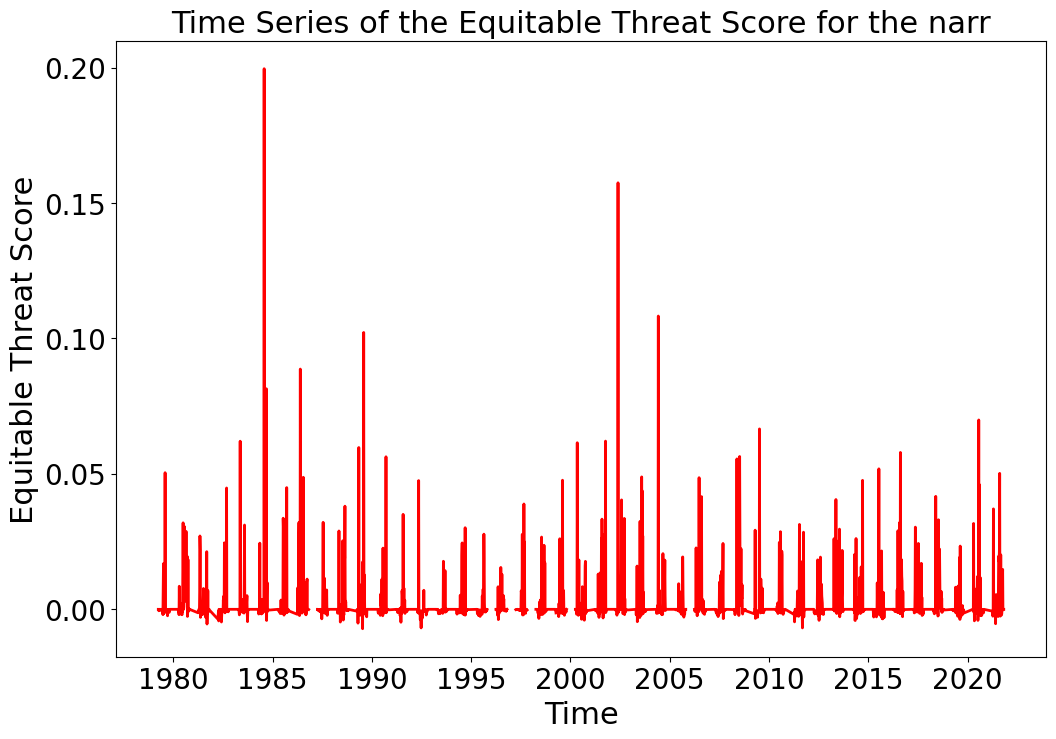 Time Series of the Equitable Threat Score for the narr
Equitable Threat Score
0.20
0.15
0.10
0.05
0.00
1980 1985 1990 1995 2000 2005 2010 2015 2020
Time